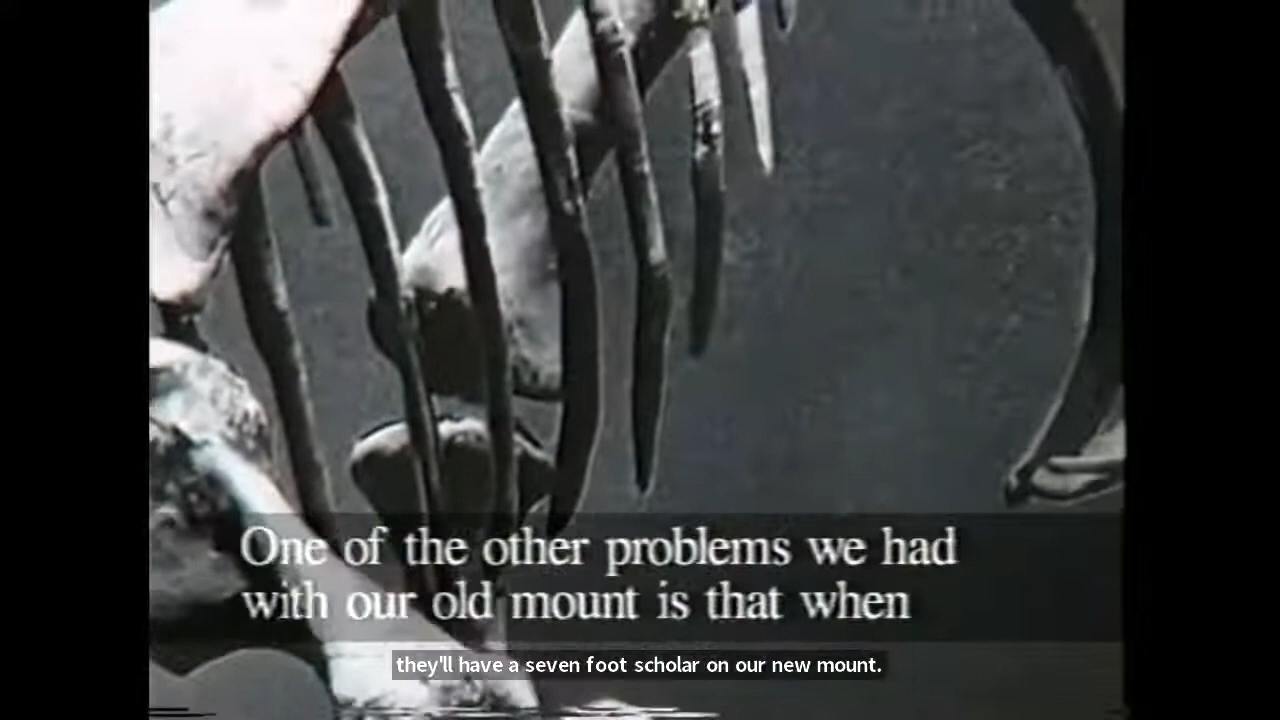 One of the other problems we had
with our old mount is that when
they'll have a seven foot scholar on our new mount.